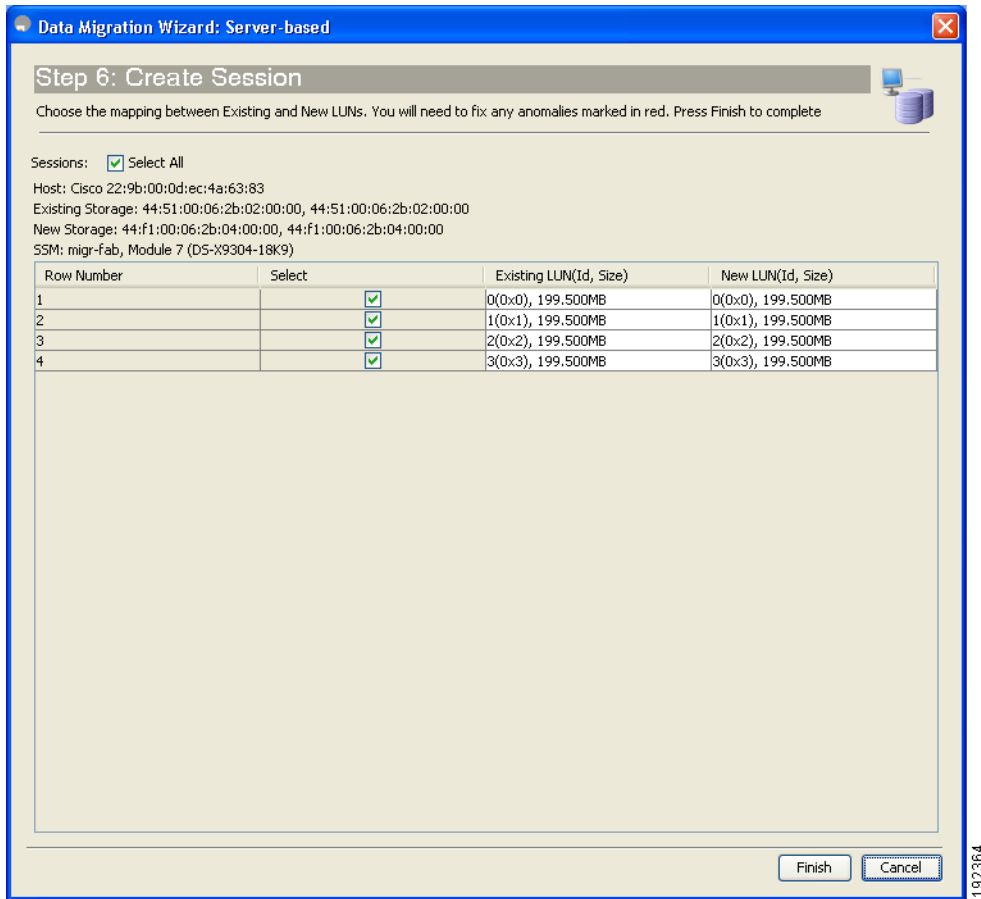 Data Migration Wizard: Server-based
Step 6: Create Session
Choose the mapping between Existing and New LUNs. You will need to fix any anomalies marked in red. Press Finish to complete
Sessions: Select All
Host: Cisco 22:9b:00:0d:ec:4a:63:83
Existing Storage: 44:51:00:06:2b:02:00:00, 44:51:00:06:2b:02:00:00
New Storage: 44:f1:00:06:2b:04:00:00, 44:f1:00:06:2b:04:00:00
SSM: migr-fab, Module 7 (DS-X9304-18K9)
Row Number Select Existing LUN(Id, Size) New LUN(Id, Size)
1 0(0x0), 199.500MB 0(0x0), 199.500MB
2 1(0x1), 199.500MB 1(0x1), 199.500MB
3 2(0x2), 199.500MB 2(0x2), 199.500MB
4 3(0x3), 199.500MB 3(0x3), 199.500MB
Finish Cancel
192364